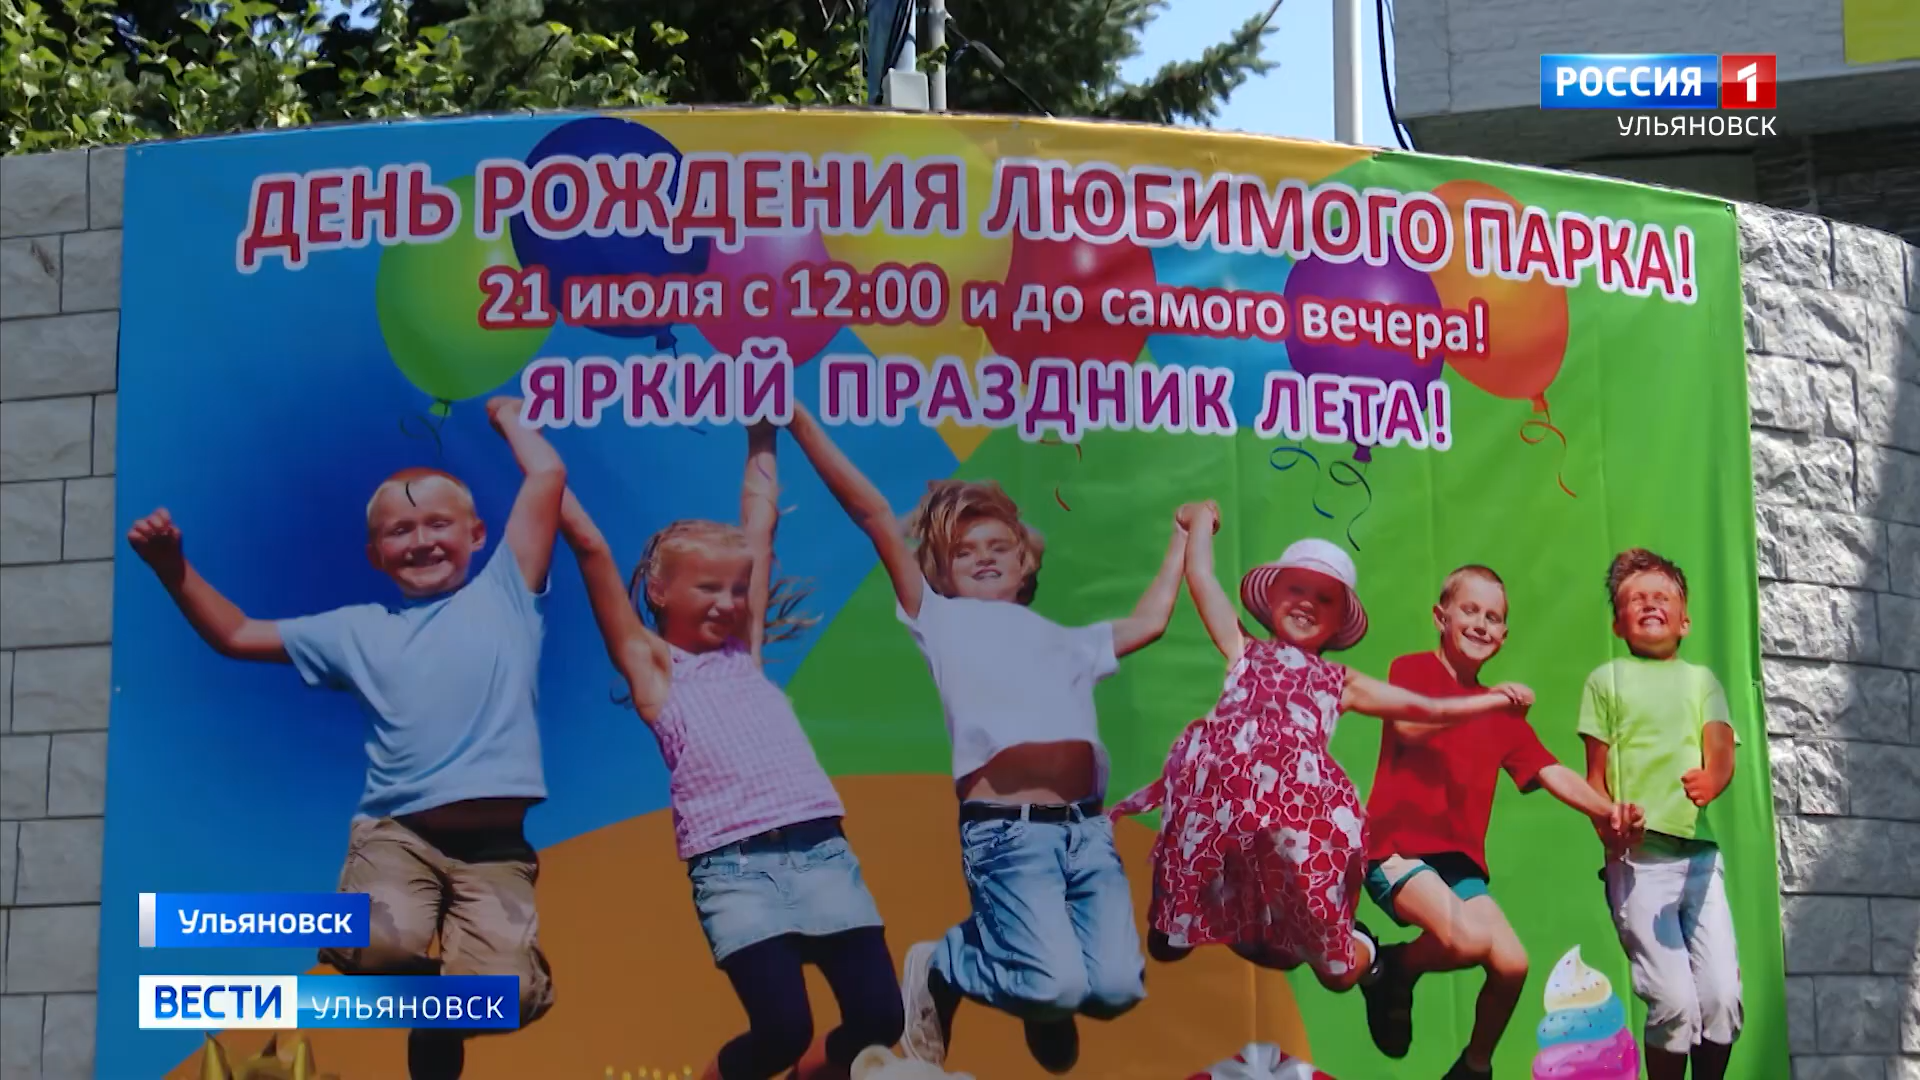 РОССИЯ 1
УЛЬЯНОВСК
ДЕНЬ РОЖДЕНИЯ ЛЮБИМОГО ПАРКА!
21 июля с 12:00 и до самого вечера!
ЯРКИЙ ПРАЗДНИК ЛЕТА!
Ульяновск
ВЕСТИ УЛЬЯНОВСК